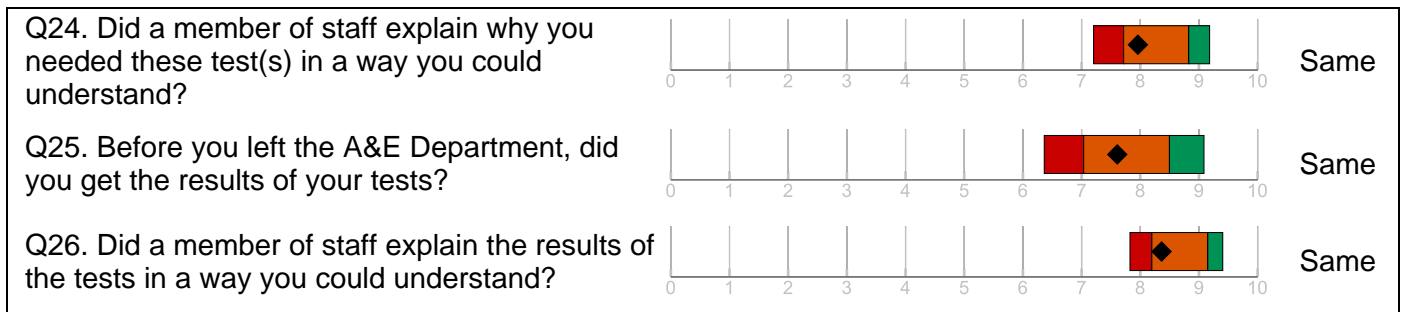 Q24. Did a member of staff explain why you
needed these test(s) in a way you could
understand?
0 1 2 3 4 5 6 7 8 9 10
Same
Q25. Before you left the A&E Department, did
you get the results of your tests?
0 1 2 3 4 5 6 7 8 9 10
Same
Q26. Did a member of staff explain the results of
the tests in a way you could understand?
0 1 2 3 4 5 6 7 8 9 10
Same